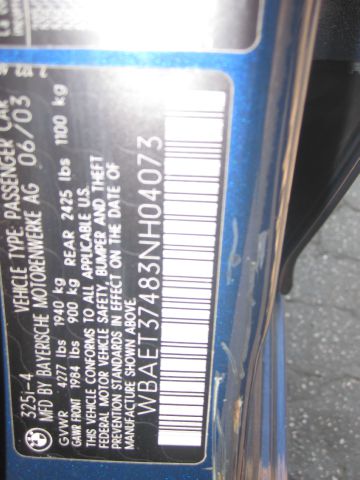 325i-4
VEHICLE TYPE: PASSENGER CAR
MFD BY BAYERISCHE MOTORENWERKE AG 06/03
GVWR 4277 lbs 1940 kg
GAWR FRONT 1984 lbs 900 kg REAR 2425 lbs 1100 kg
THIS VEHICLE CONFORMS TO ALL APPLICABLE
FEDERAL MOTOR VEHICLE SAFETY, BUMPER AND THEFT
PREVENTION STANDARDS IN EFFECT ON THE DATE OF
MANUFACTURE SHOWN ABOVE.
WBAET37483NH04073